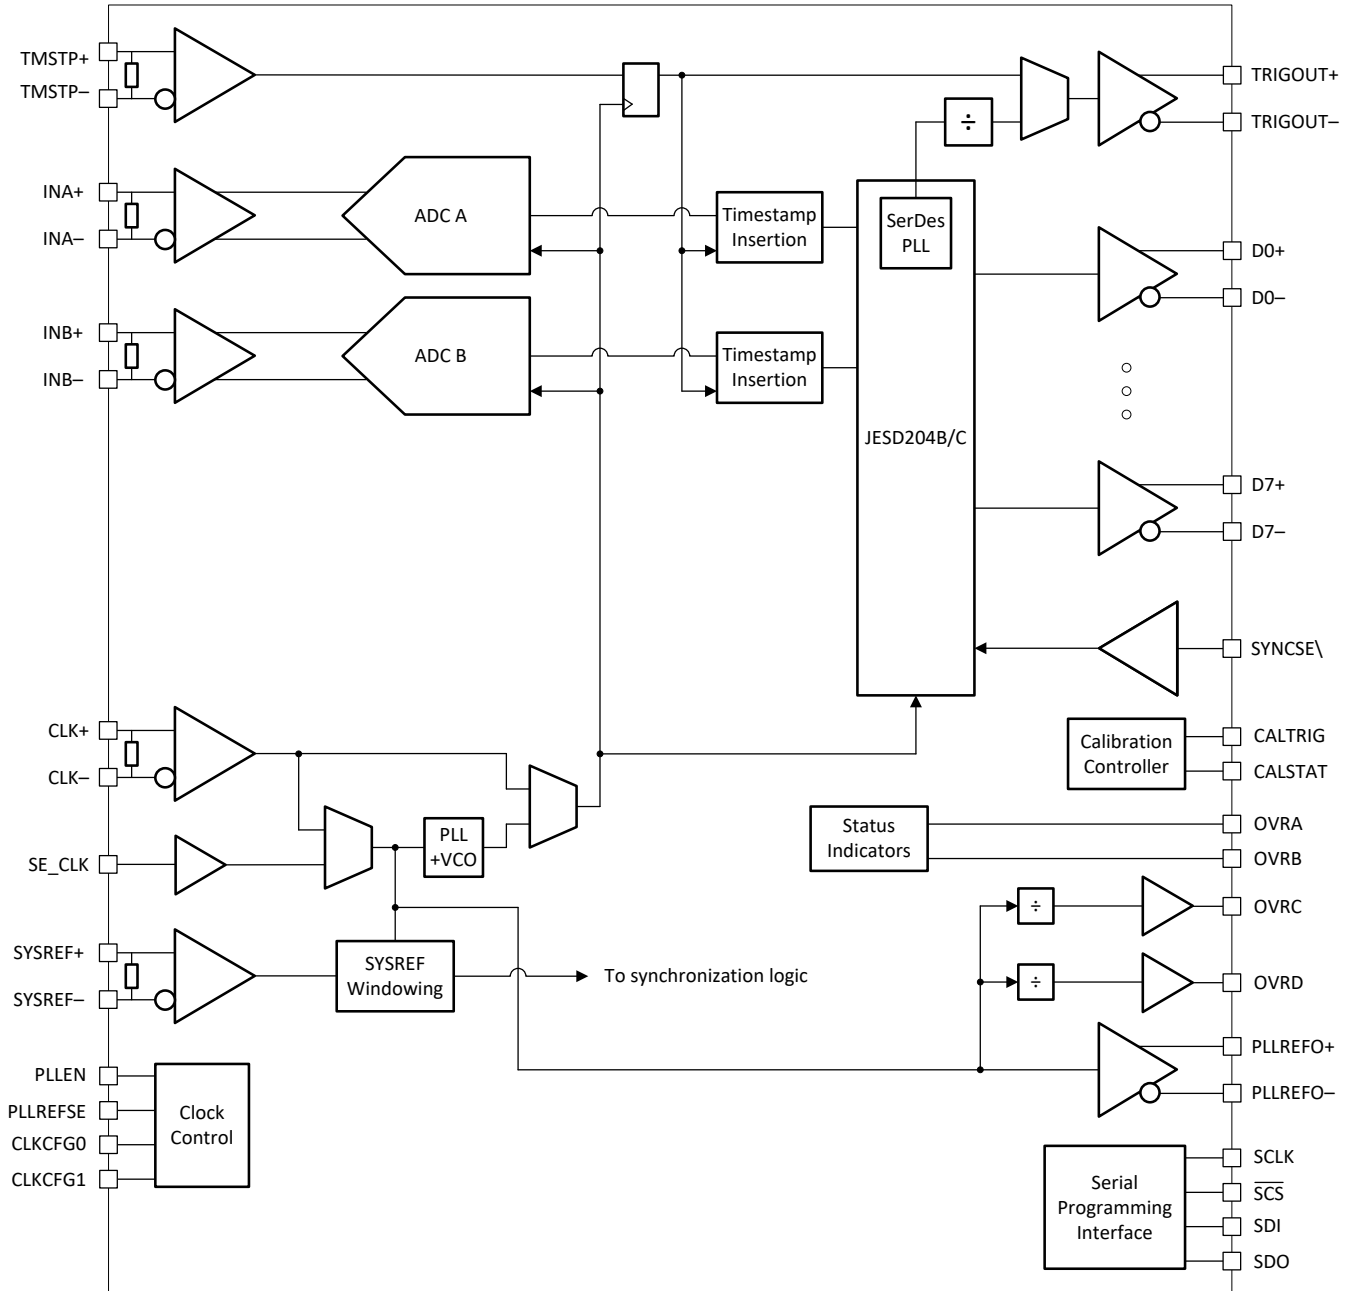 TMSTP+
TMSTP–
INA+
INA–
INB+
INB–
CLK+
CLK–
SE_CLK
SYSREF+
SYSREF–
PLLEN
PLLREFSE
CLKCFG0
CLKCFG1
ADC A
ADC B
PLL
+VCO
SYSREF
Windowing
To synchronization logic
Clock
Control
Timestamp
Insertion
Timestamp
Insertion
÷
SerDes
PLL
JESD204B/C
Calibration
Controller
Status
Indicators
÷
÷
Serial
Programming
Interface
TRIGOUT+
TRIGOUT–
D0+
D0–
D7+
D7–
SYNCSE\
CALTRIG
CALSTAT
OVRA
OVRB
OVRC
OVRD
PLLREFO+
PLLREFO–
SCLK
SCS
SDI
SDO